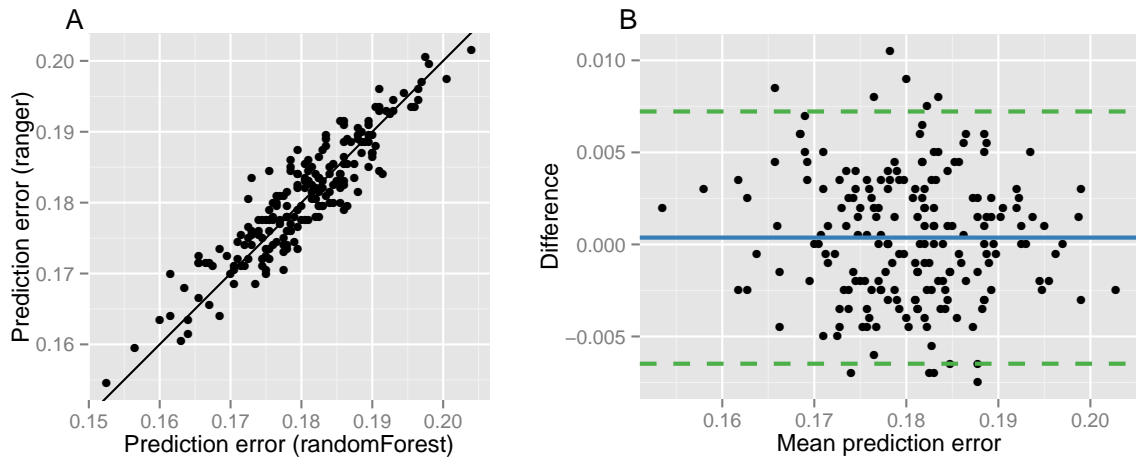 A
Prediction error (ranger)
0.20
0.19
0.18
0.17
0.16
0.15 0.16 0.17 0.18 0.19 0.20
Prediction error (randomForest)
B
Difference
0.010
0.005
0.000
−0.005
0.16 0.17 0.18 0.19 0.20
Mean prediction error